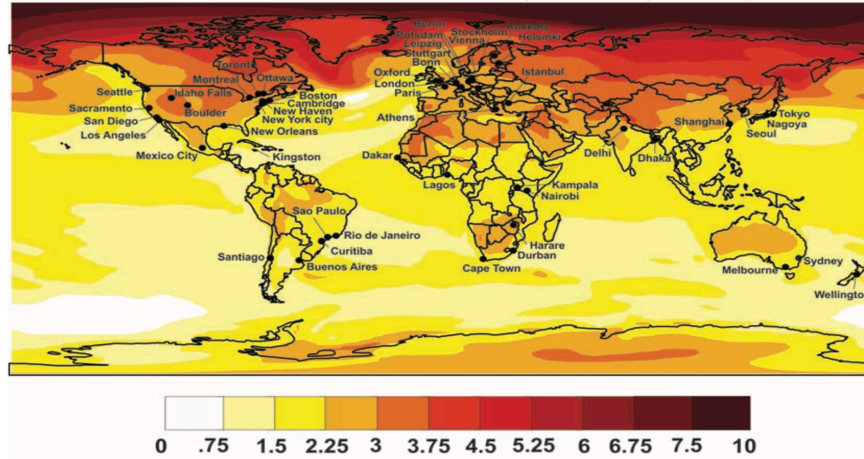 Berlin
Kokkola
Potsdam
Stockholm
Leipzig
Vienna
Helsinki
Stuttgart
Bonn
Toront
Oxford
Istanbul
Montreal
Ottawa
London
Seattle
Idaho Falls
Paris
Boston
Cambridge
Sacramento
Boulder
New Haven
Tokyo
San Diego
New York city
Athens
Shanghai
Nagoya
Los Angeles
New Orleans
Seoul
Mexico City
Kingston
Dakar
Delhi
Dhaka
Lagos
Kampala
Nairobi
Sao Paulo
Rio de Janeiro
Curitiba
Harare
Santiago
Durban
Sydney
Buenos Aires
Cape Town
Melbourne
Wellington
0 .75 1.5 2.25 3 3.75 4.5 5.25 6 6.75 7.5 10